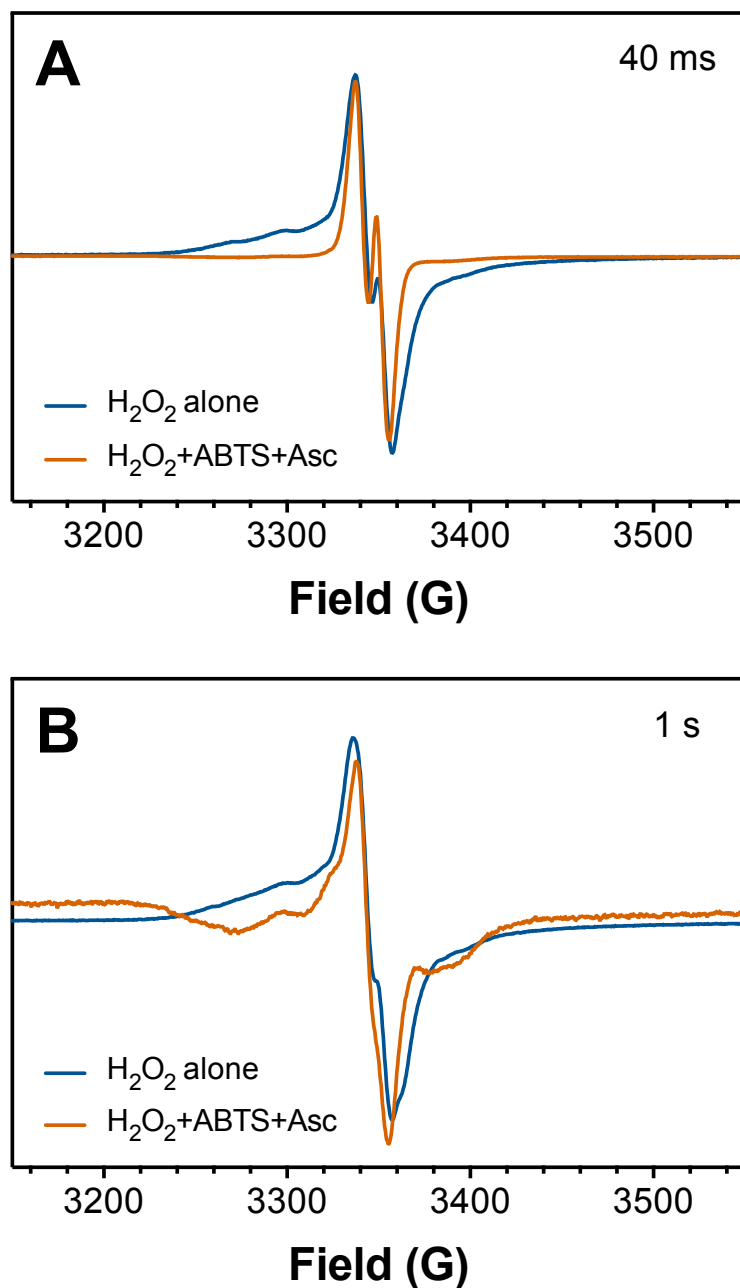 A
40 ms
H₂O₂ alone
H₂O₂+ABTS+Asc
3200 3300 3400 3500
Field (G)
B
1 s
H₂O₂ alone
H₂O₂+ABTS+Asc
3200 3300 3400 3500
Field (G)